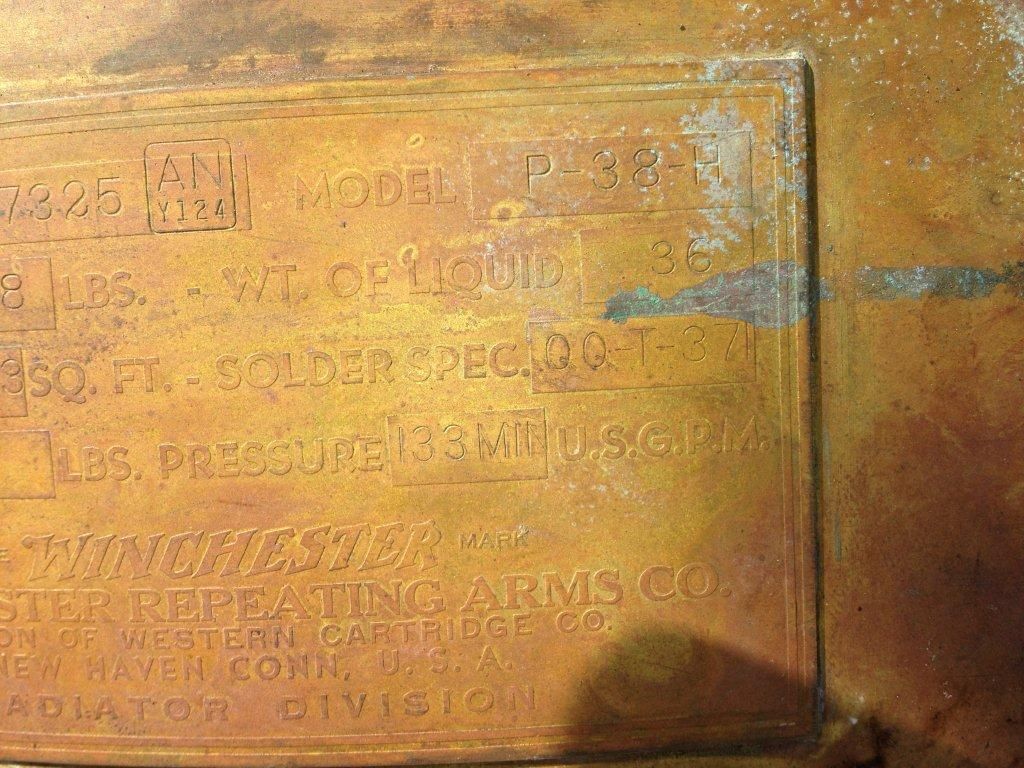 7325 AN Y124 MODEL P-38-H
8 LBS. - WT. OF LIQUID 36
3 SQ. FT. - SOLDER SPEC. QQ-T-37
LBS. PRESSURE 133 MIN U.S.G.P.M.
WINCHESTER MARK
STER REPEATING ARMS CO.
ON OF WESTERN CARTRIDGE CO.
NEW HAVEN CONN, U. S. A.
ADIATOR DIVISION